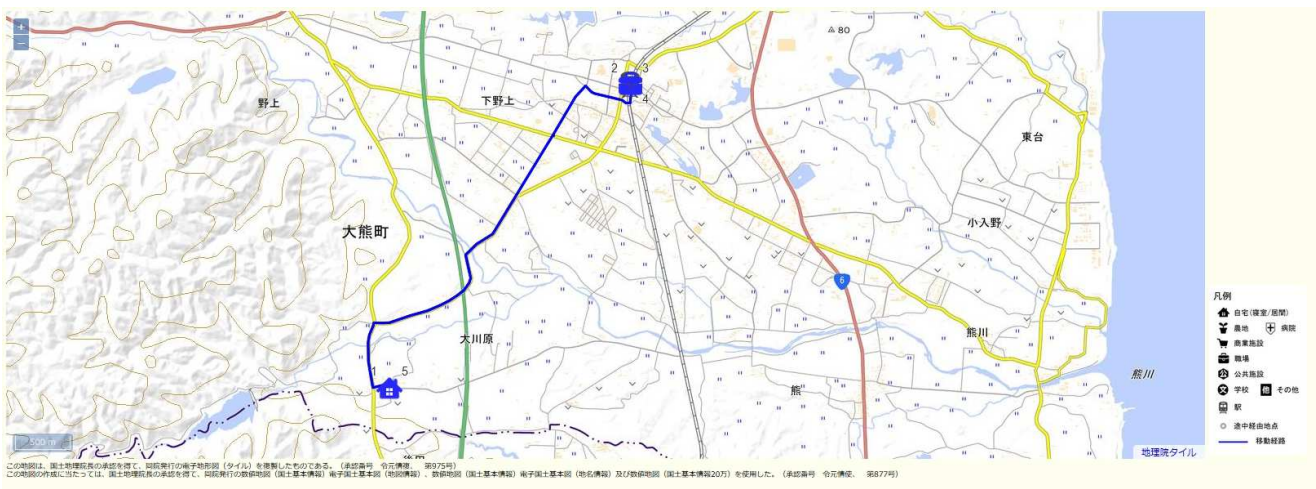 +
−
80
2
3
4
野上
下野上
東台
大熊町
小入野
6
大川原
熊川
1
5
熊
熊川
500 m
地理院タイル
凡例
自宅(寝室/居間)
農地 病院
商業施設
職場
公共施設
学校 他 その他
駅
途中経由地点
移動経路
この地図は、国土地理院長の承認を得て、同院発行の電子地形図(タイル)を複製したものである。(承認番号 令元情複、 第975号)
この地図の作成に当たっては、国土地理院長の承認を得て、同院発行の数値地図(国土基本情報)電子国土基本図(地図情報)、数値地図(国土基本情報)電子国土基本図(地名情報)及び数値地図(国土基本情報20万)を使用した。(承認番号 令元情使、 第877号)